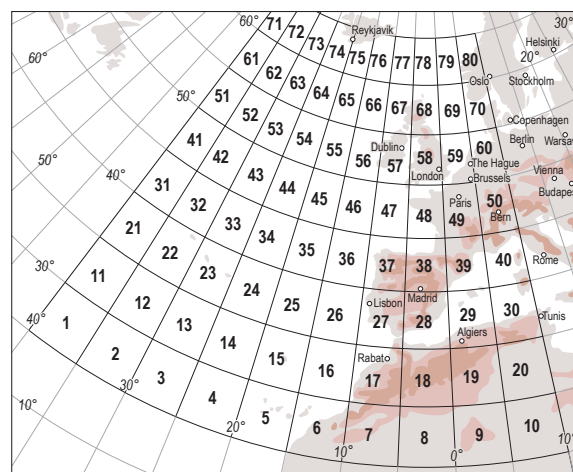 60°
30°
71 72 73 74 75 76 77 78 79 80
Reykjavik
Helsinki
20°
Oslo
Stockholm
60°
61 62 63 64 65 66 67 68 69 70
Copenhagen
50°
51 52 53 54 55 56 57 58 59 60
Dublin
London
The Hague
Brussels
Berlin
Warsaw
Vienna
Budapes
50°
41 42 43 44 45 46 47 48 49 50
Paris
Bern
40°
31 32 33 34 35 36 37 38 39 40
Madrid
Rome
30°
21 22 23 24 25 26 27 28 29 30
Lisbon
Algiers
Tunis
40°
11 12 13 14 15 16 17 18 19 20
Rabat
1 2 3 4 5 6 7 8 9 10
30°
20°
10°
10°
0°
10°